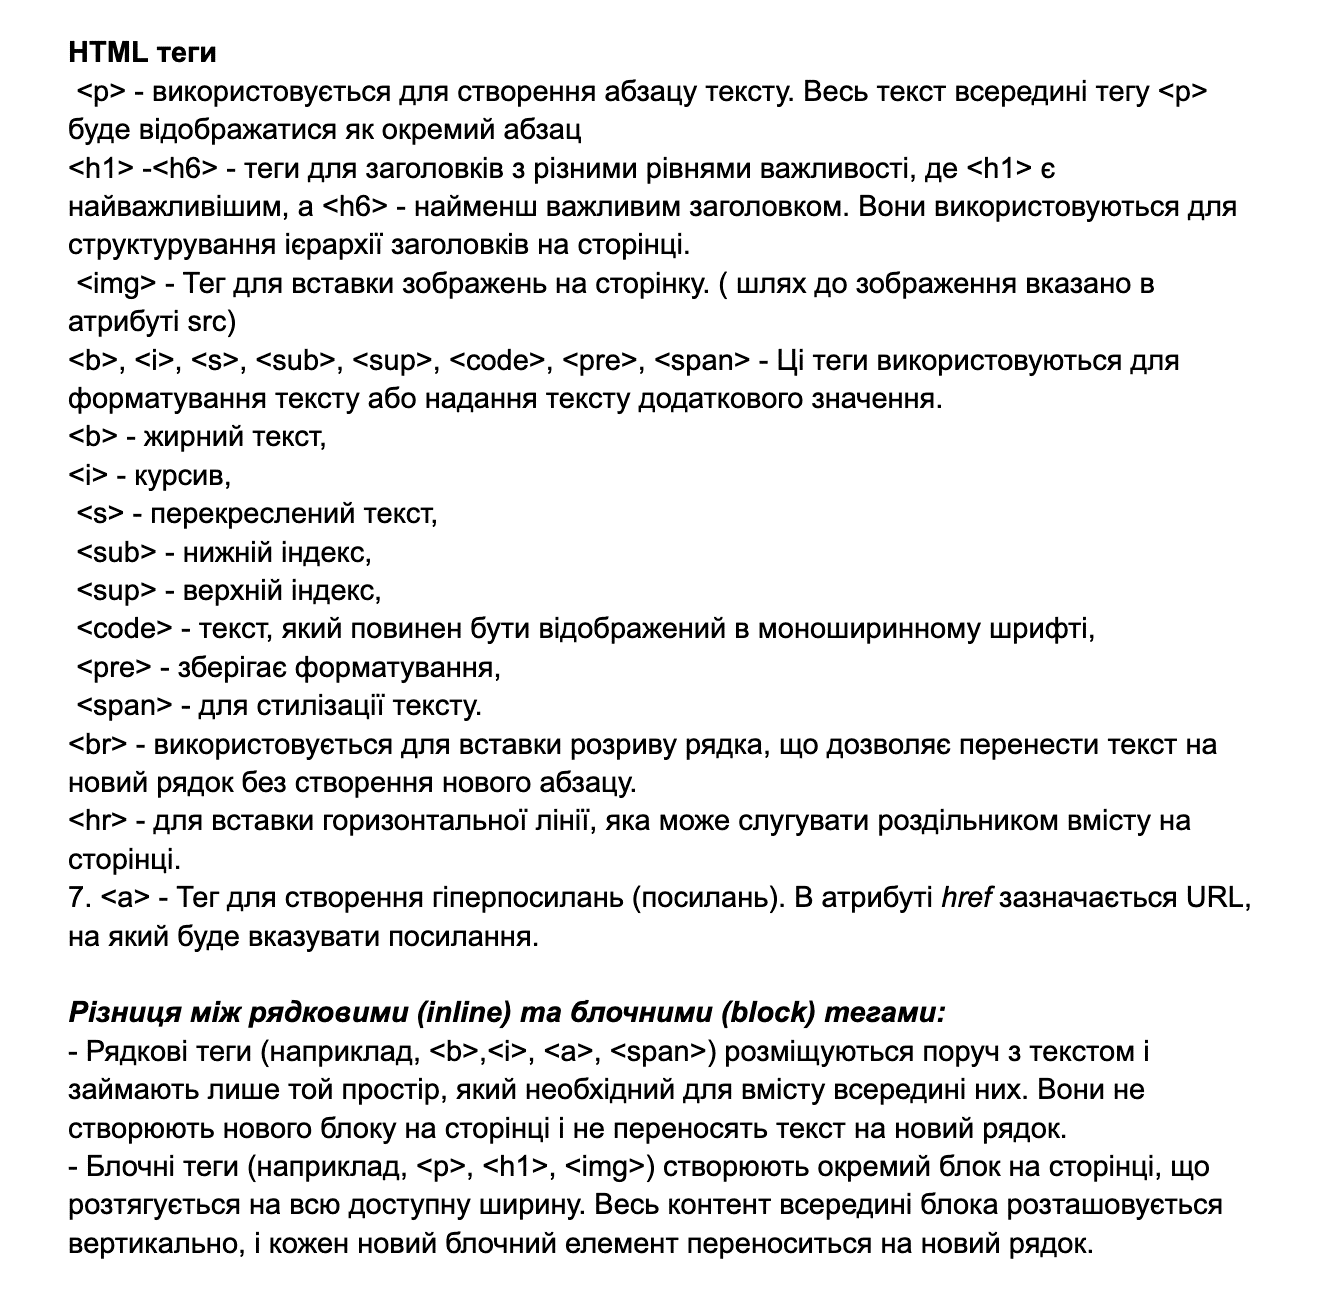 HTML теги
<p> - використовується для створення абзацу тексту. Весь текст всередині тегу <p>
буде відображатися як окремий абзац
<h1> -<h6> - теги для заголовків з різними рівнями важливості, де <h1> є
найважливішим, а <h6> - найменш важливим заголовком. Вони використовуються для
структурування ієрархії заголовків на сторінці.
<img> - Тег для вставки зображень на сторінку. ( шлях до зображення вказано в
атрибуті src)
<b>, <i>, <s>, <sub>, <sup>, <code>, <pre>, <span> - Ці теги використовуються для
форматування тексту або надання тексту додаткового значення.
<b> - жирний текст,
<i> - курсив,
<s> - перекреслений текст,
<sub> - нижній індекс,
<sup> - верхній індекс,
<code> - текст, який повинен бути відображений в моноширинному шрифті,
<pre> - зберігає форматування,
<span> - для стилізації тексту.
<br> - використовується для вставки розриву рядка, що дозволяє перенести текст на
новий рядок без створення нового абзацу.
<hr> - для вставки горизонтальної лінії, яка може слугувати роздільником вмісту на
сторінці.
7. <a> - Тег для створення гіперпосилань (посилань). В атрибуті href зазначається URL,
на який буде вказувати посилання.
Різниця між рядковими (inline) та блочними (block) тегами:
- Рядкові теги (наприклад, <b>,<i>, <a>, <span>) розміщуються поруч з текстом і
займають лише той простір, який необхідний для вмісту всередині них. Вони не
створюють нового блоку на сторінці і не переносять текст на новий рядок.
- Блочні теги (наприклад, <p>, <h1>, <img>) створюють окремий блок на сторінці, що
розтягується на всю доступну ширину. Весь контент всередині блока розташовується
вертикально, і кожен новий блочний елемент переноситься на новий рядок.